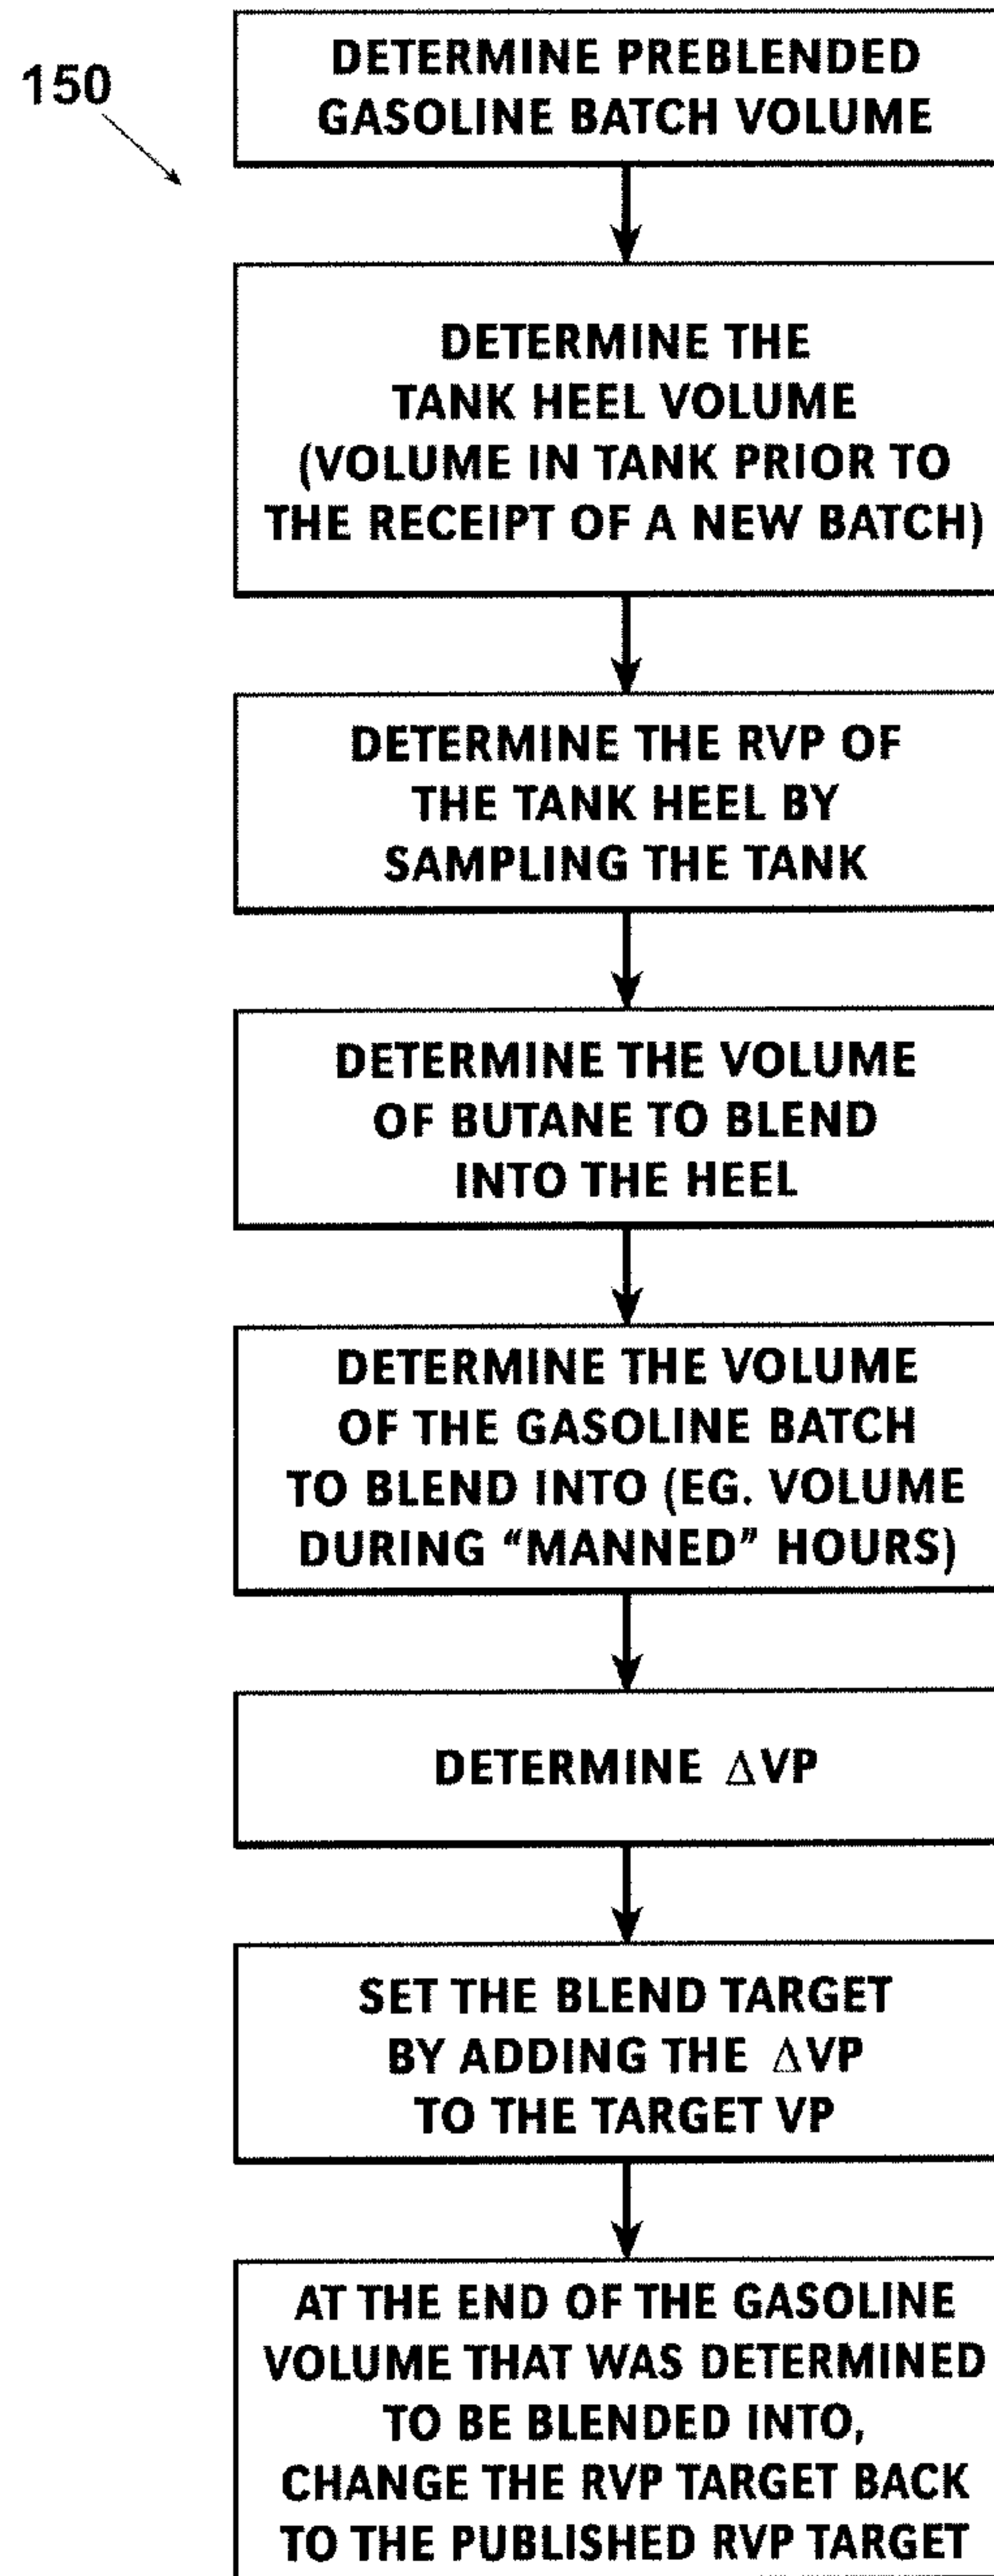 150
DETERMINE PREBLENDED
GASOLINE BATCH VOLUME
DETERMINE THE
TANK HEEL VOLUME
(VOLUME IN TANK PRIOR TO
THE RECEIPT OF A NEW BATCH)
DETERMINE THE RVP OF
THE TANK HEEL BY
SAMPLING THE TANK
DETERMINE THE VOLUME
OF BUTANE TO BLEND
INTO THE HEEL
DETERMINE THE VOLUME
OF THE GASOLINE BATCH
TO BLEND INTO (EG. VOLUME
DURING “MANNED” HOURS)
DETERMINE ΔVP
SET THE BLEND TARGET
BY ADDING THE ΔVP
TO THE TARGET VP
AT THE END OF THE GASOLINE
VOLUME THAT WAS DETERMINED
TO BE BLENDED INTO,
CHANGE THE RVP TARGET BACK
TO THE PUBLISHED RVP TARGET